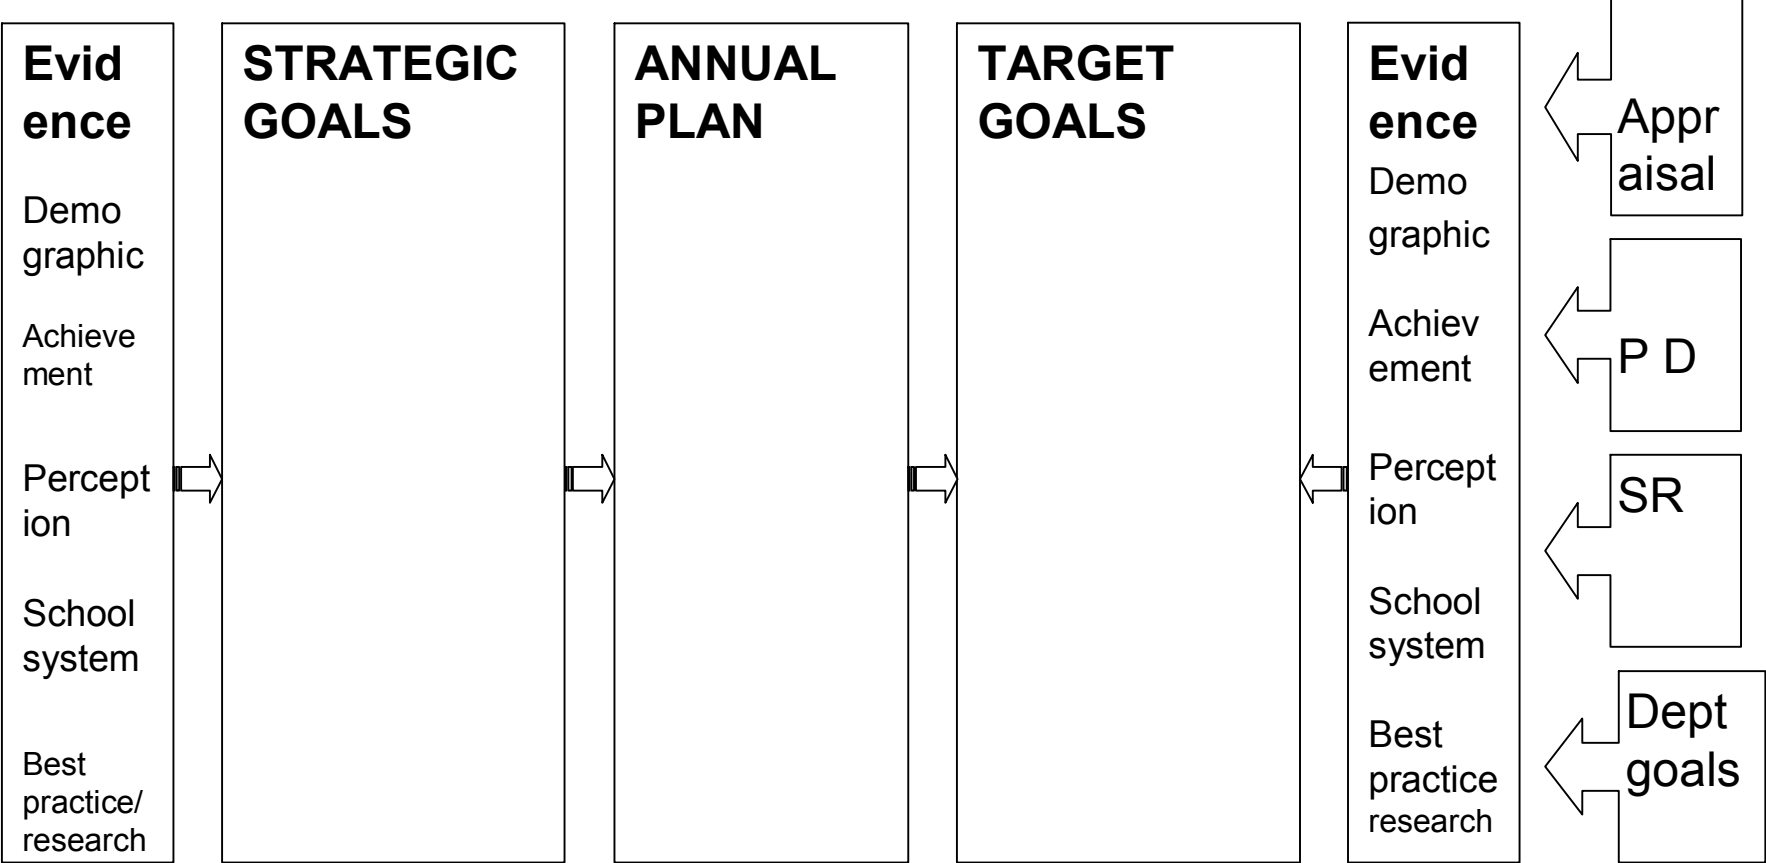 Evid
ence
Demo
graphic
Achieve
ment
Percept
ion
School
system
Best
practice/
research
STRATEGIC
GOALS
ANNUAL
PLAN
TARGET
GOALS
Evid
ence
Demo
graphic
Achiev
ement
Percept
ion
School
system
Best
practice
research
Appr
aisal
P D
SR
Dept
goals